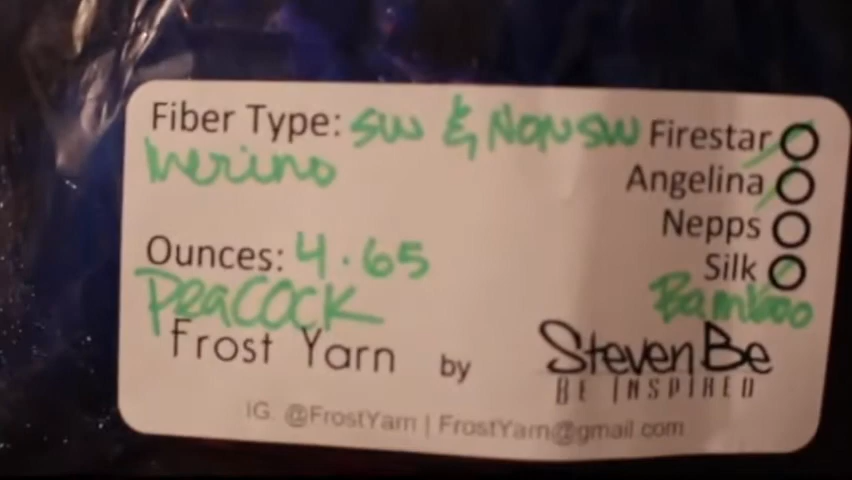 Fiber Type: SW & NON SW Firestar
Merino
Angelina
Nepps
Ounces: 4.65
Silk
Peacock
Bamboo
Frost Yarn by StevenBe
BE INSPIRED
IG. @FrostYarn | FrostYarn@gmail.com